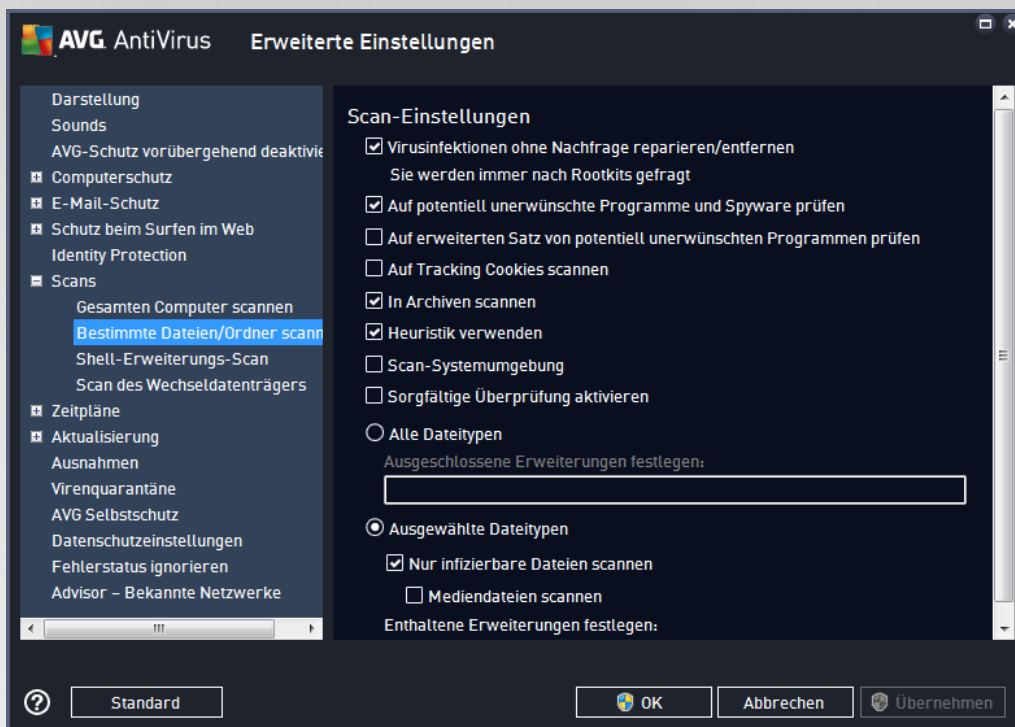 AVG AntiVirus Erweiterte Einstellungen
Darstellung
Sounds
AVG-Schutz vorübergehend deaktivie
Computerschutz
E-Mail-Schutz
Schutz beim Surfen im Web
Identity Protection
Scans
Gesamten Computer scannen
Bestimmte Dateien/Ordner scann
Shell-Erweiterungs-Scan
Scan des Wechseldatenträgers
Zeitpläne
Aktualisierung
Ausnahmen
Virenquarantäne
AVG Selbstschutz
Datenschutzeinstellungen
Fehlerstatus ignorieren
Advisor – Bekannte Netzwerke
Scan-Einstellungen
Virusinfektionen ohne Nachfrage reparieren/entfernen
Sie werden immer nach Rootkits gefragt
Auf potentiell unerwünschte Programme und Spyware prüfen
Auf erweiterten Satz von potentiell unerwünschten Programmen prüfen
Auf Tracking Cookies scannen
In Archiven scannen
Heuristik verwenden
Scan-Systemumgebung
Sorgfältige Überprüfung aktivieren
Alle Dateitypen
Ausgeschlossene Erweiterungen festlegen:
Ausgewählte Dateitypen
Nur infizierbare Dateien scannen
Mediendateien scannen
Enthaltene Erweiterungen festlegen:
? Standard OK Abbrechen Übernehmen